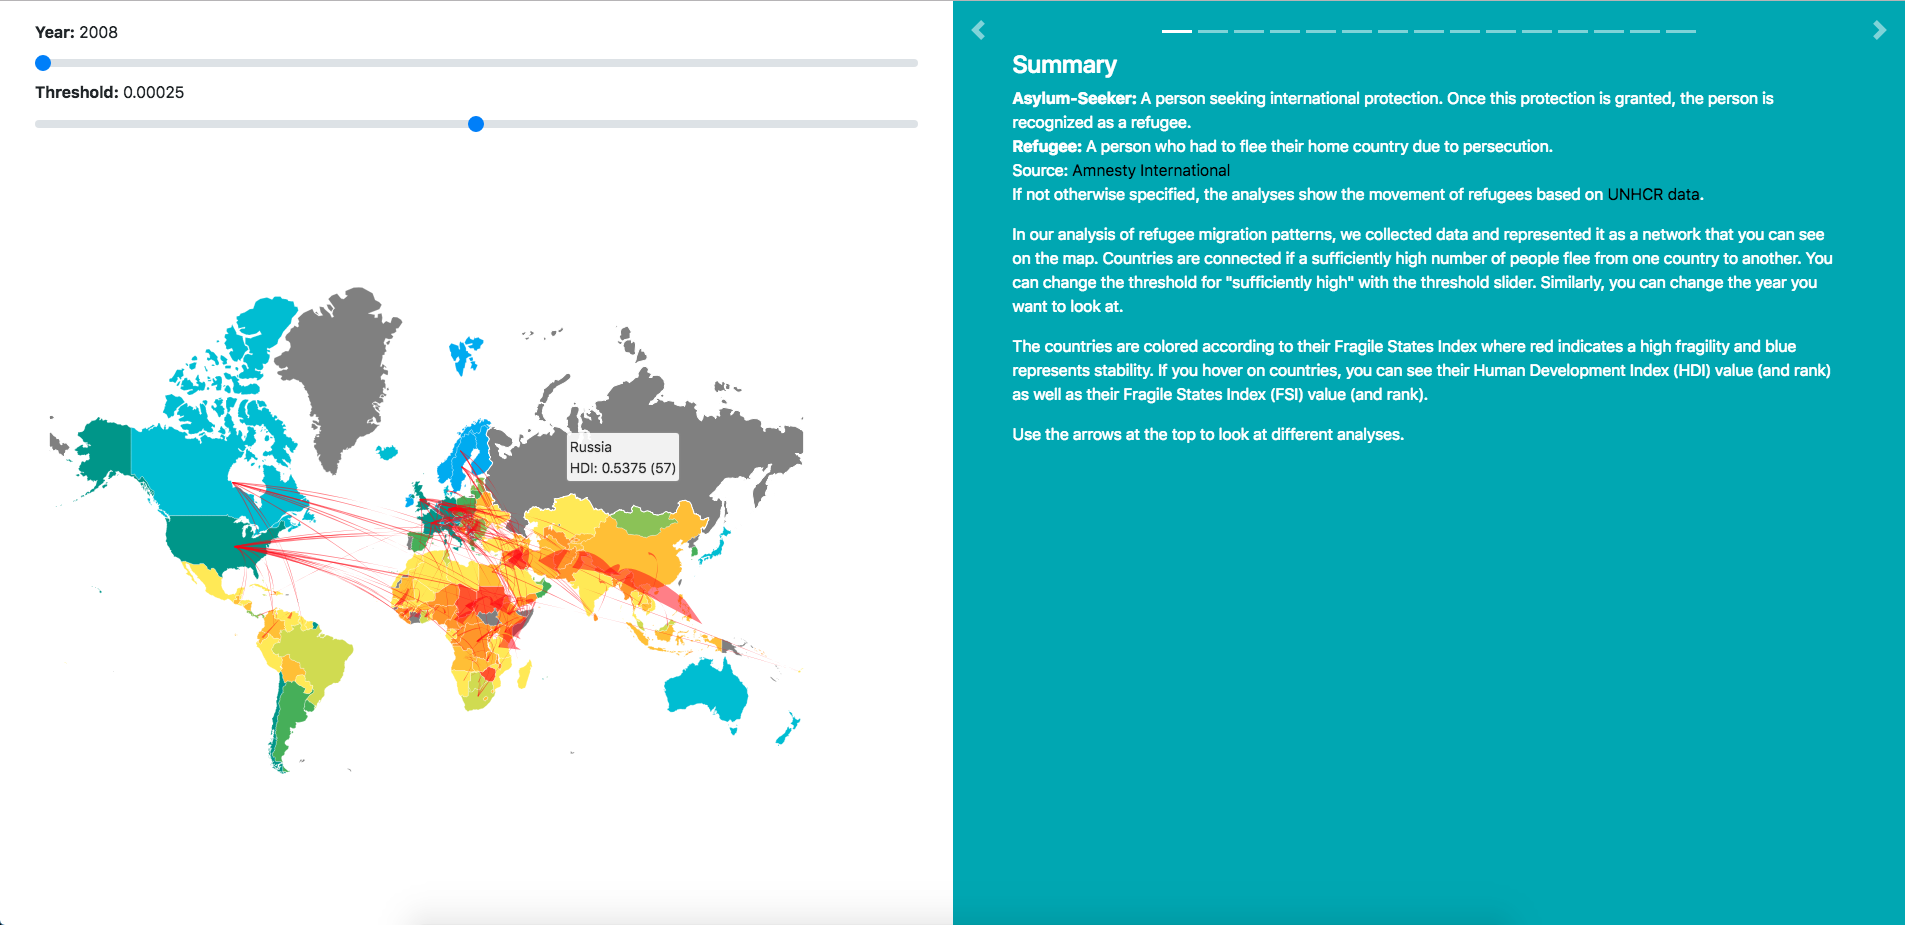 Year: 2008
Threshold: 0.00025
Russia
HDI: 0.5375 (57)
Summary
Asylum-Seeker: A person seeking international protection. Once this protection is granted, the person is
recognized as a refugee.
Refugee: A person who had to flee their home country due to persecution.
Source: Amnesty International
If not otherwise specified, the analyses show the movement of refugees based on UNHCR data.
In our analysis of refugee migration patterns, we collected data and represented it as a network that you can see
on the map. Countries are connected if a sufficiently high number of people flee from one country to another. You
can change the threshold for "sufficiently high" with the threshold slider. Similarly, you can change the year you
want to look at.
The countries are colored according to their Fragile States Index where red indicates a high fragility and blue
represents stability. If you hover on countries, you can see their Human Development Index (HDI) value (and rank)
as well as their Fragile States Index (FSI) value (and rank).
Use the arrows at the top to look at different analyses.